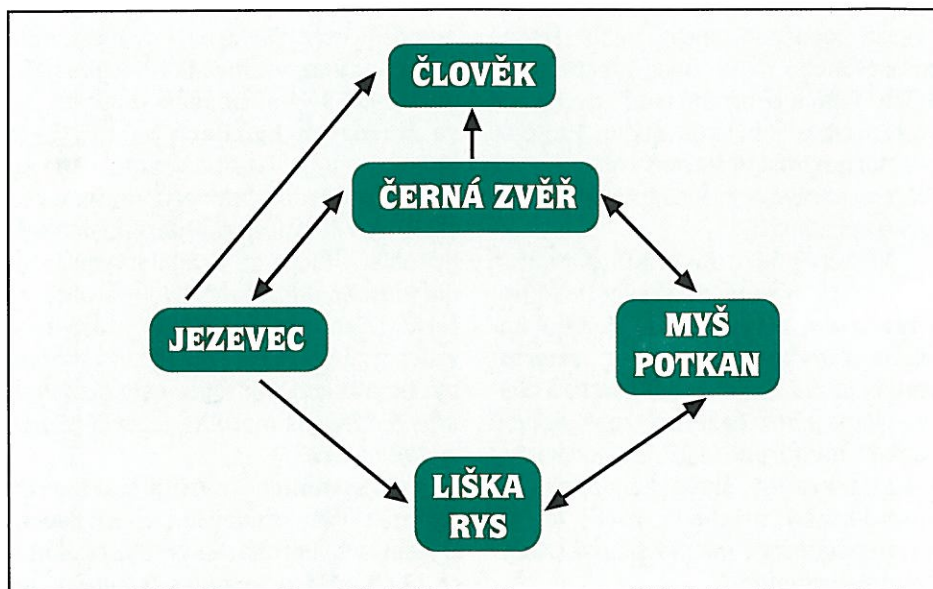 ČLOVĚK
ČERNÁ ZVĚŘ
JEZEVEC
MYŠ
POTKAN
LIŠKA
RYS